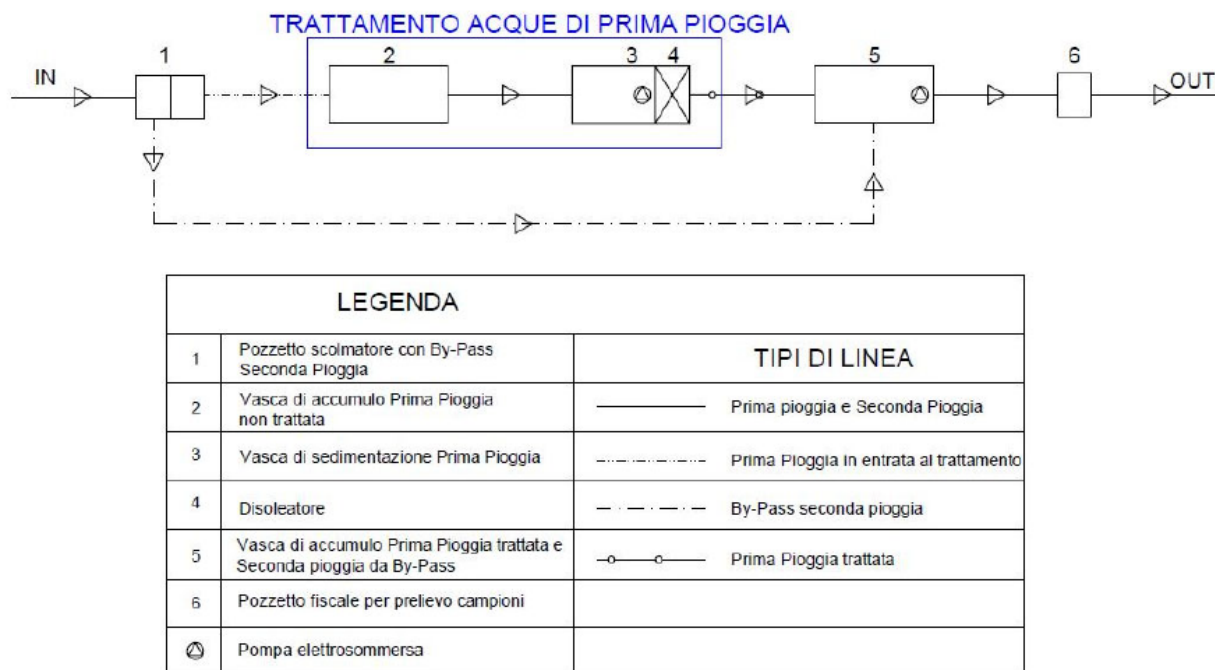 TRATTAMENTO ACQUE DI PRIMA PIOGGIA
IN
1
2
3
4
5
6
OUT
LEGENDA
1
Pozzetto scolmatore con By-Pass
Seconda Pioggia
TIPI DI LINEA
2
Vasca di accumulo Prima Pioggia
non trattata
Prima pioggia e Seconda Pioggia
3
Vasca di sedimentazione Prima Pioggia
Prima Pioggia in entrata al trattamento
4
Disoleatore
By-Pass seconda pioggia
5
Vasca di accumulo Prima Pioggia trattata e
Seconda pioggia da By-Pass
Prima Pioggia trattata
6
Pozzetto fiscale per prelievo campioni
Pompa elettrosommersa